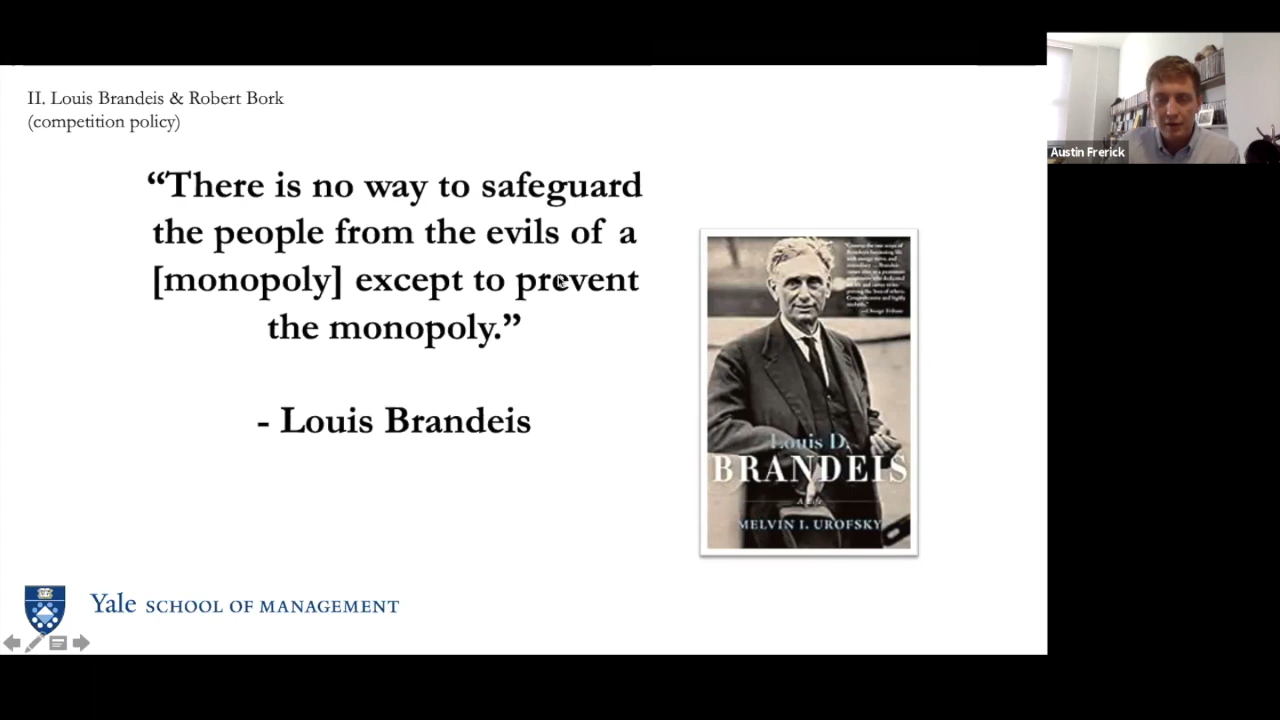 II. Louis Brandeis & Robert Bork
(competition policy)
“There is no way to safeguard
the people from the evils of a
[monopoly] except to prevent
the monopoly.”
- Louis Brandeis
Louis D.
BRANDEIS
A Life
MELVIN I. UROFSKY
Yale SCHOOL OF MANAGEMENT
Austin Frerick